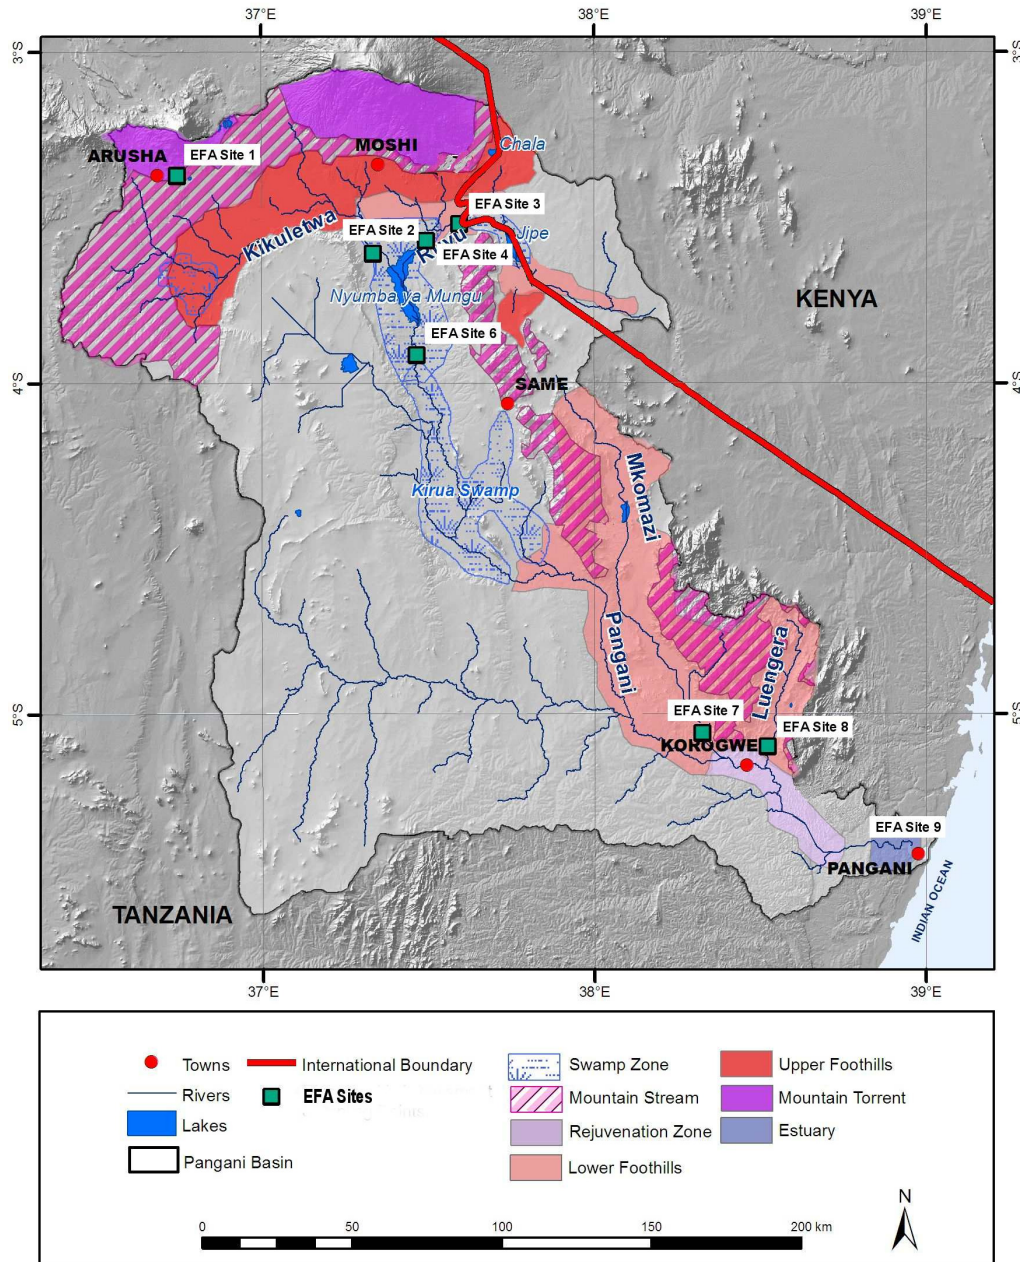 37°E
38°E
39°E
3°S
3°S
Chala
MOSHI
ARUSHA
EFA Site 1
EFA Site 3
Kikuletwa
EFA Site 2
Jipe
EFA Site 4
Nyumba ya Mungu
KENYA
EFA Site 6
4°S
4°S
SAME
Mkomazi
Kirua Swamp
Pangani
Luengera
EFA Site 7
5°S
5°S
EFA Site 8
KOROGWE
EFA Site 9
PANGANI
TANZANIA
INDIAN OCEAN
37°E
38°E
39°E
Towns
International Boundary
Swamp Zone
Upper Foothills
Rivers
EFA Sites
Mountain Stream
Mountain Torrent
Lakes
Rejuvenation Zone
Estuary
Pangani Basin
Lower Foothills
N
0
50
100
150
200 km